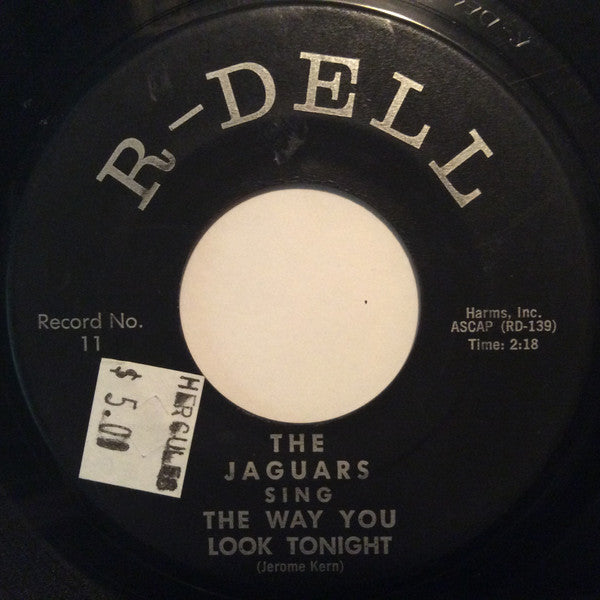 R-DELL
Record No.
11
Harms, Inc.
ASCAP (RD-139)
Time: 2:18
HERCULES
$ 5.00
THE
JAGUARS
SING
THE WAY YOU
LOOK TONIGHT
(Jerome Kern)